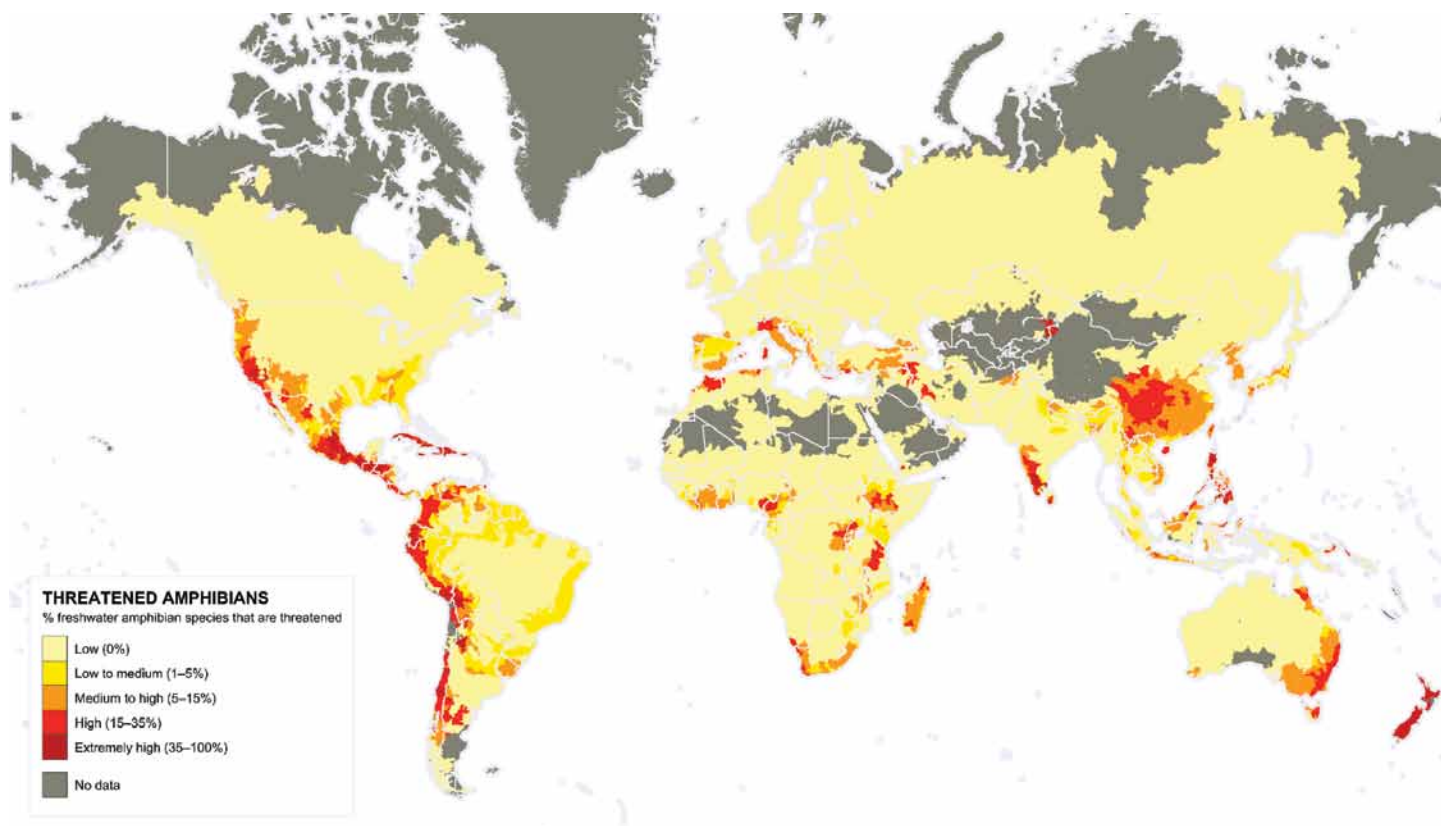 THREATENED AMPHIBIANS
% freshwater amphibian species that are threatened
Low (0%)
Low to medium (1–5%)
Medium to high (5–15%)
High (15–35%)
Extremely high (35–100%)
No data